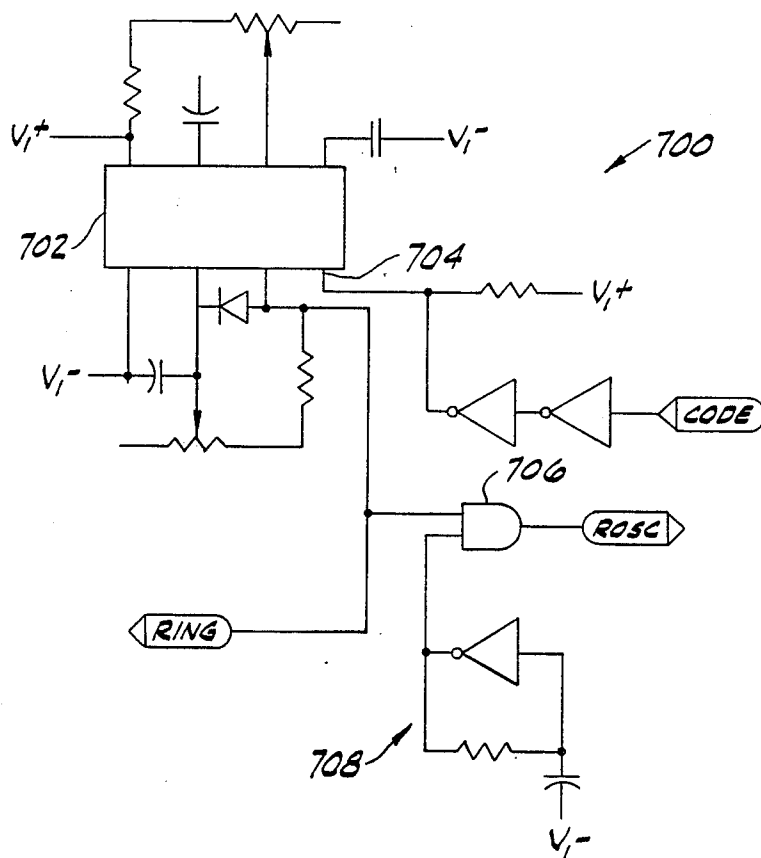 V₁+
V₁-
700
702
704
V₁+
V₁-
CODE
706
ROSC
RING
708
V₁-